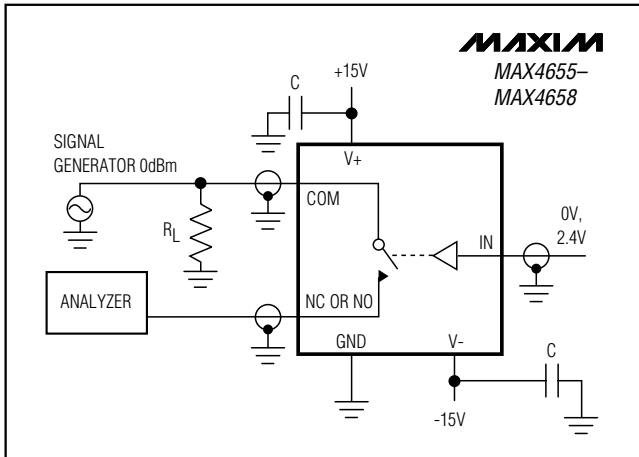 MAXIM
MAX4655–
MAX4658
+15V
C
SIGNAL
GENERATOR 0dBm
V+
COM
RL
IN
0V,
2.4V
ANALYZER
NC OR NO
GND
V-
C
-15V